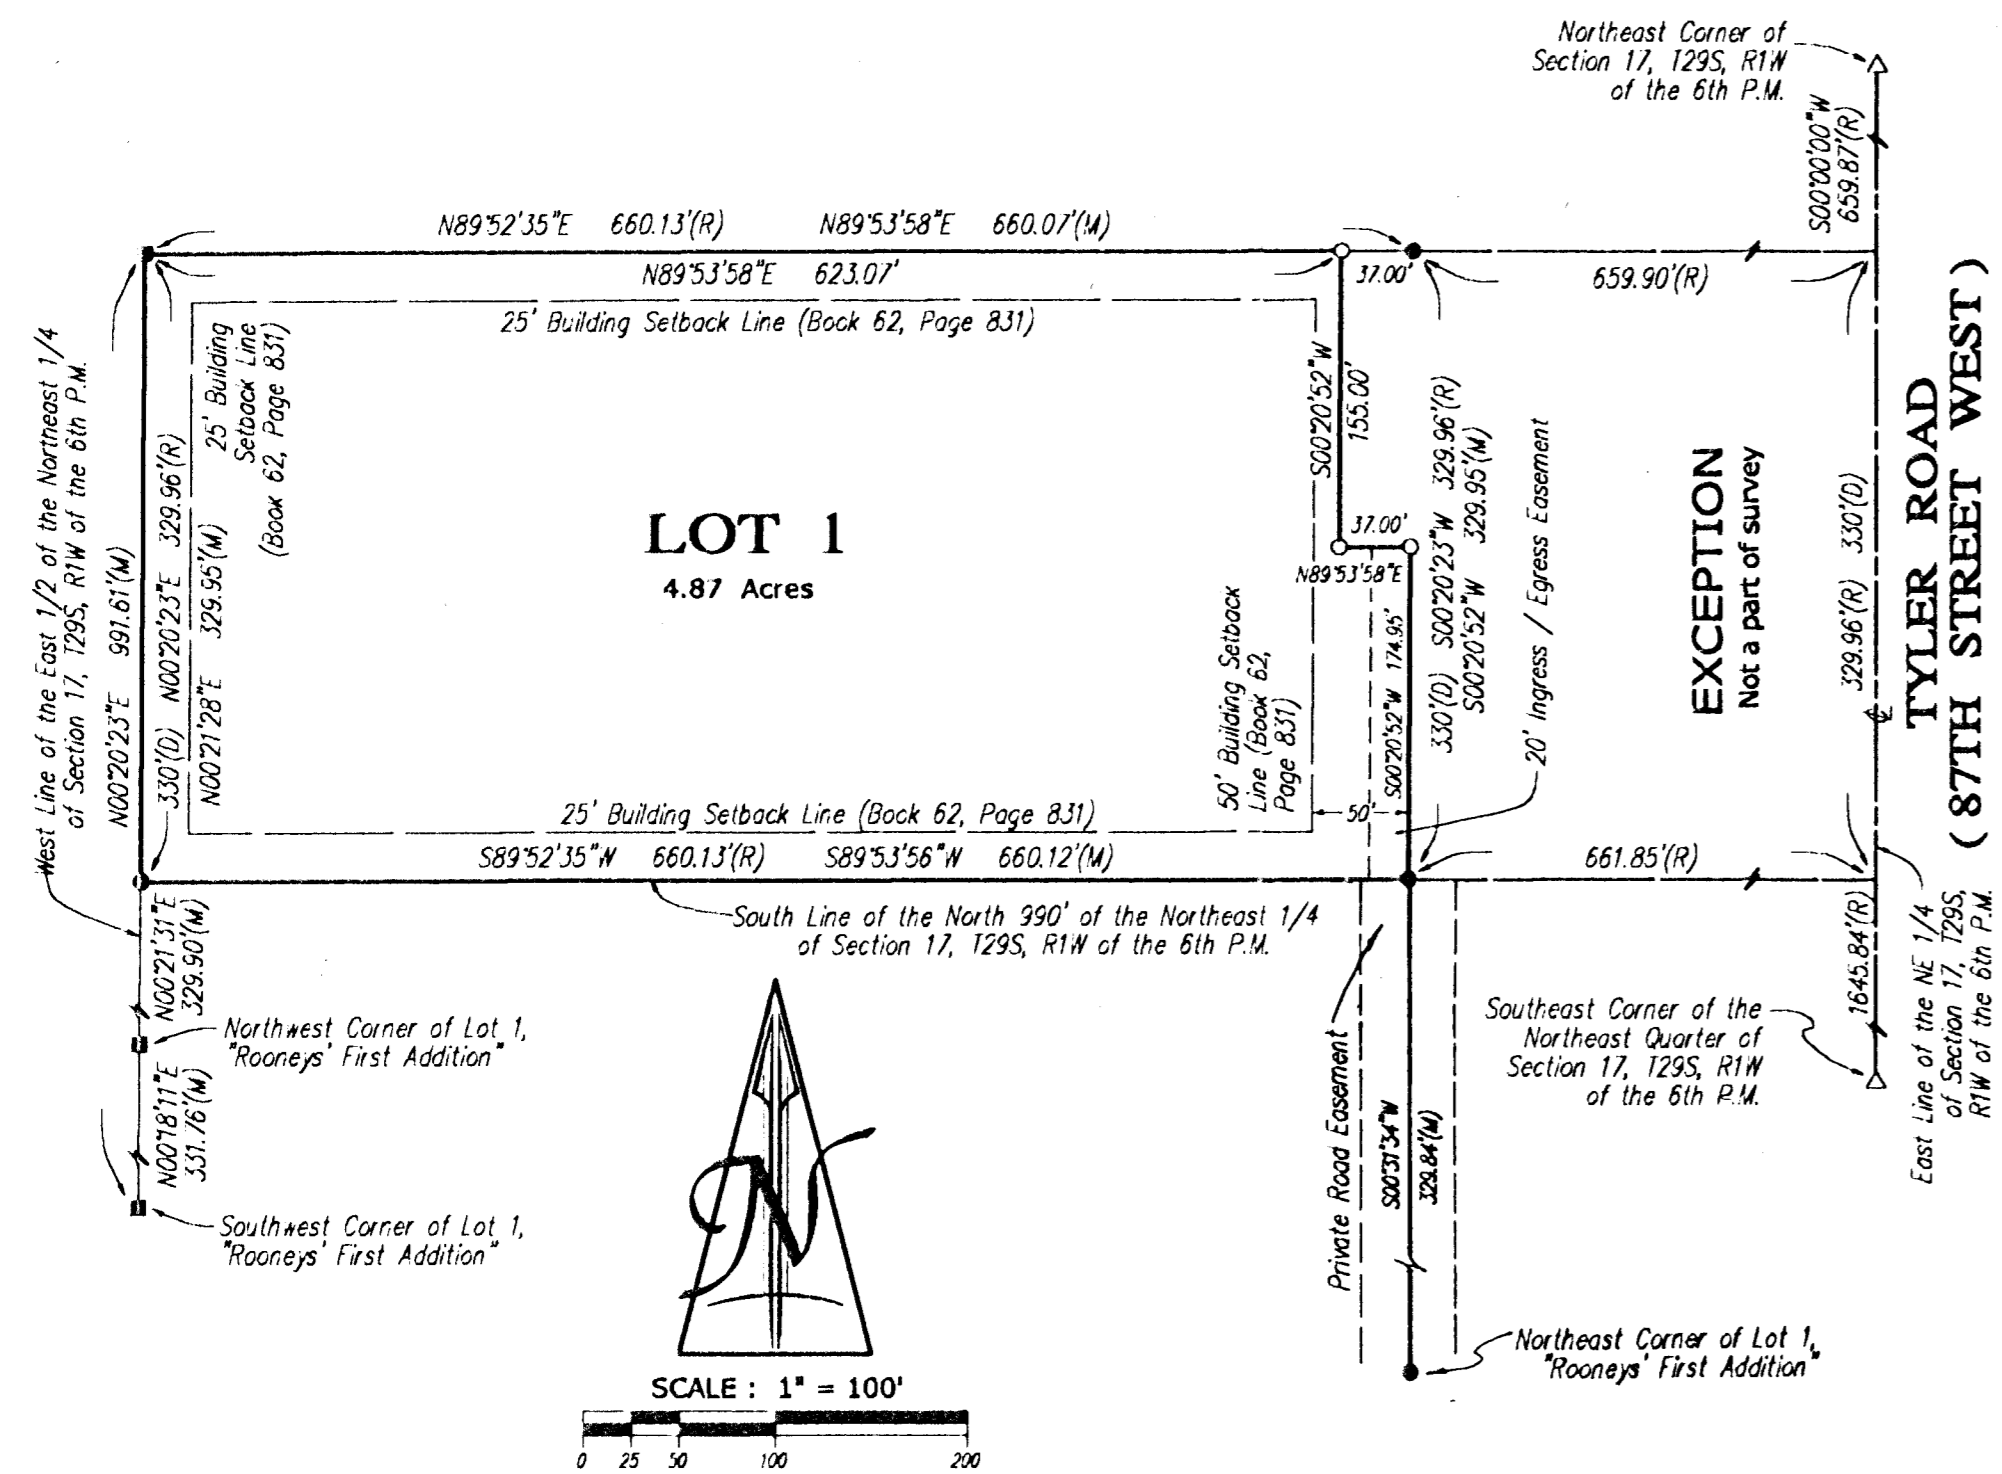 Northeast Corner of
Section 17, T29S, R1W
of the 6th P.M.
S00°00'00"W
659.87'(R)
N89°52'35"E 660.13'(R) N89°53'58"E 660.07'(M)
N89°53'58"E 623.07'
37.00'
659.90'(R)
25' Building Setback Line (Book 62, Page 831)
West Line of the East 1/2 of the Northeast 1/4
of Section 17, T29S, R1W of the 6th P.M.
N00°20'23"E 991.61'(M)
330'(D) N00°20'23"E 329.96'(R)
N00°21'28"E 329.95'(M)
25' Building
Setback Line
(Book 62, Page 831)
LOT 1
4.87 Acres
S00°20'52"W
155.00'
37.00'
N89°53'58"E
S00°20'52"W 174.95'
330'(D) S00°20'23"W 329.96'(R)
S00°20'52"W 329.95'(M)
20' Ingress / Egress Easement
50' Building Setback
Line (Book 62,
Page 831)
50'
EXCEPTION
Not a part of survey
329.96'(R) 330'(D)
TYLER ROAD
(87TH STREET WEST)
25' Building Setback Line (Book 62, Page 831)
S89°52'35"W 660.13'(R) S89°53'56"W 660.12'(M)
661.85'(R)
South Line of the North 990' of the Northeast 1/4
of Section 17, T29S, R1W of the 6th P.M.
N00°21'31"E
329.90'(M)
Northwest Corner of Lot 1,
"Rooneys' First Addition"
N00°18'11"E
331.76'(M)
Southwest Corner of Lot 1,
"Rooneys' First Addition"
Private Road Easement
S00°31'34"W
329.84'(M)
1645.84'(R)
East Line of the NE 1/4
of Section 17, T29S,
R1W of the 6th P.M.
Southeast Corner of the
Northeast Quarter of
Section 17, T29S, R1W
of the 6th P.M.
Northeast Corner of Lot 1,
"Rooneys' First Addition"
N
SCALE : 1" = 100'
0 25 50 100 200